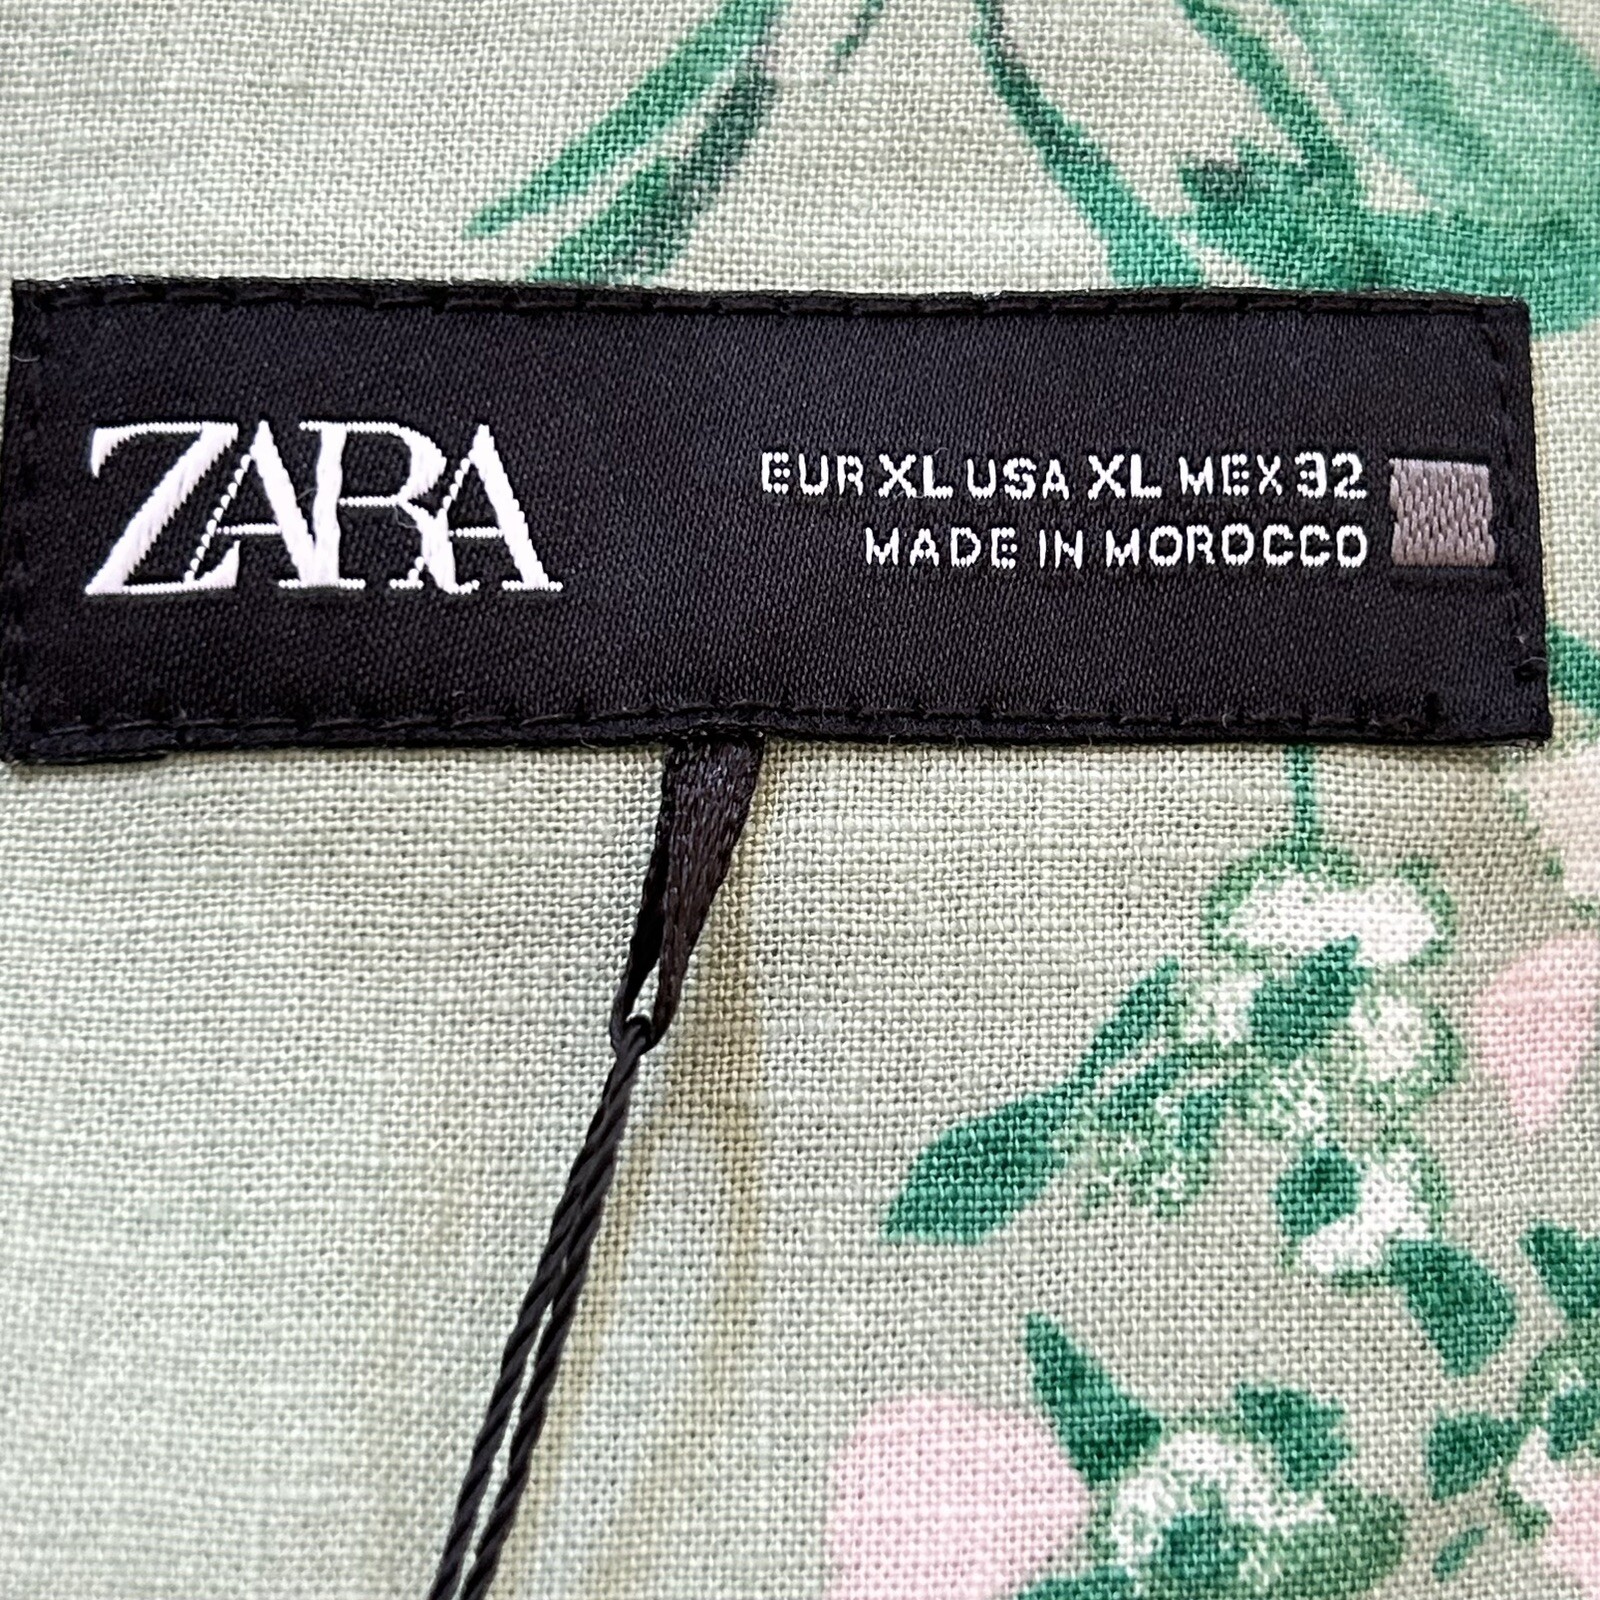 ZARA
EUR XL USA XL MEX 32
MADE IN MOROCCO